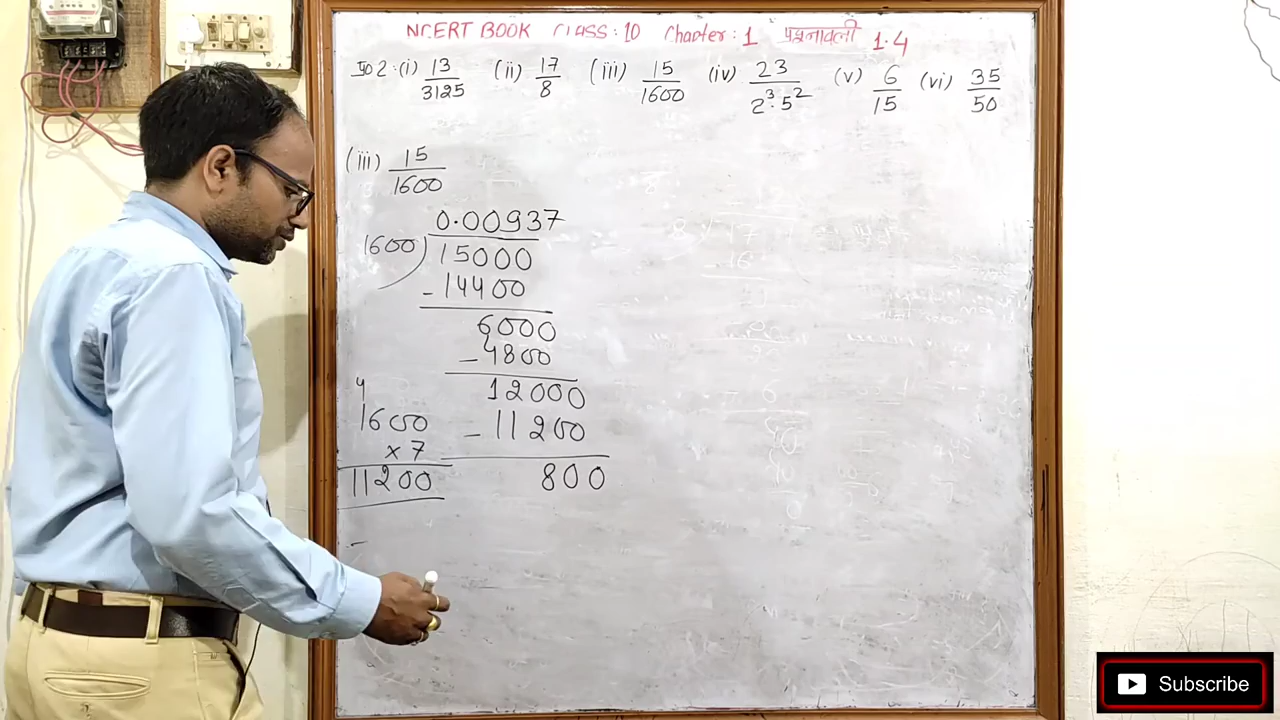 NCERT BOOK CLASS:10 Chapter:1 प्रश्नावली 1.4
प्र02:(i) 13/3125 (ii) 17/8 (iii) 15/1600 (iv) 23/2³·5² (v) 6/15 (vi) 35/50
(iii) 15/1600
0.00937
1600)15000
-14400
6000
-4800
12000
4
1600 -11200
x7
11200 800
-
Subscribe